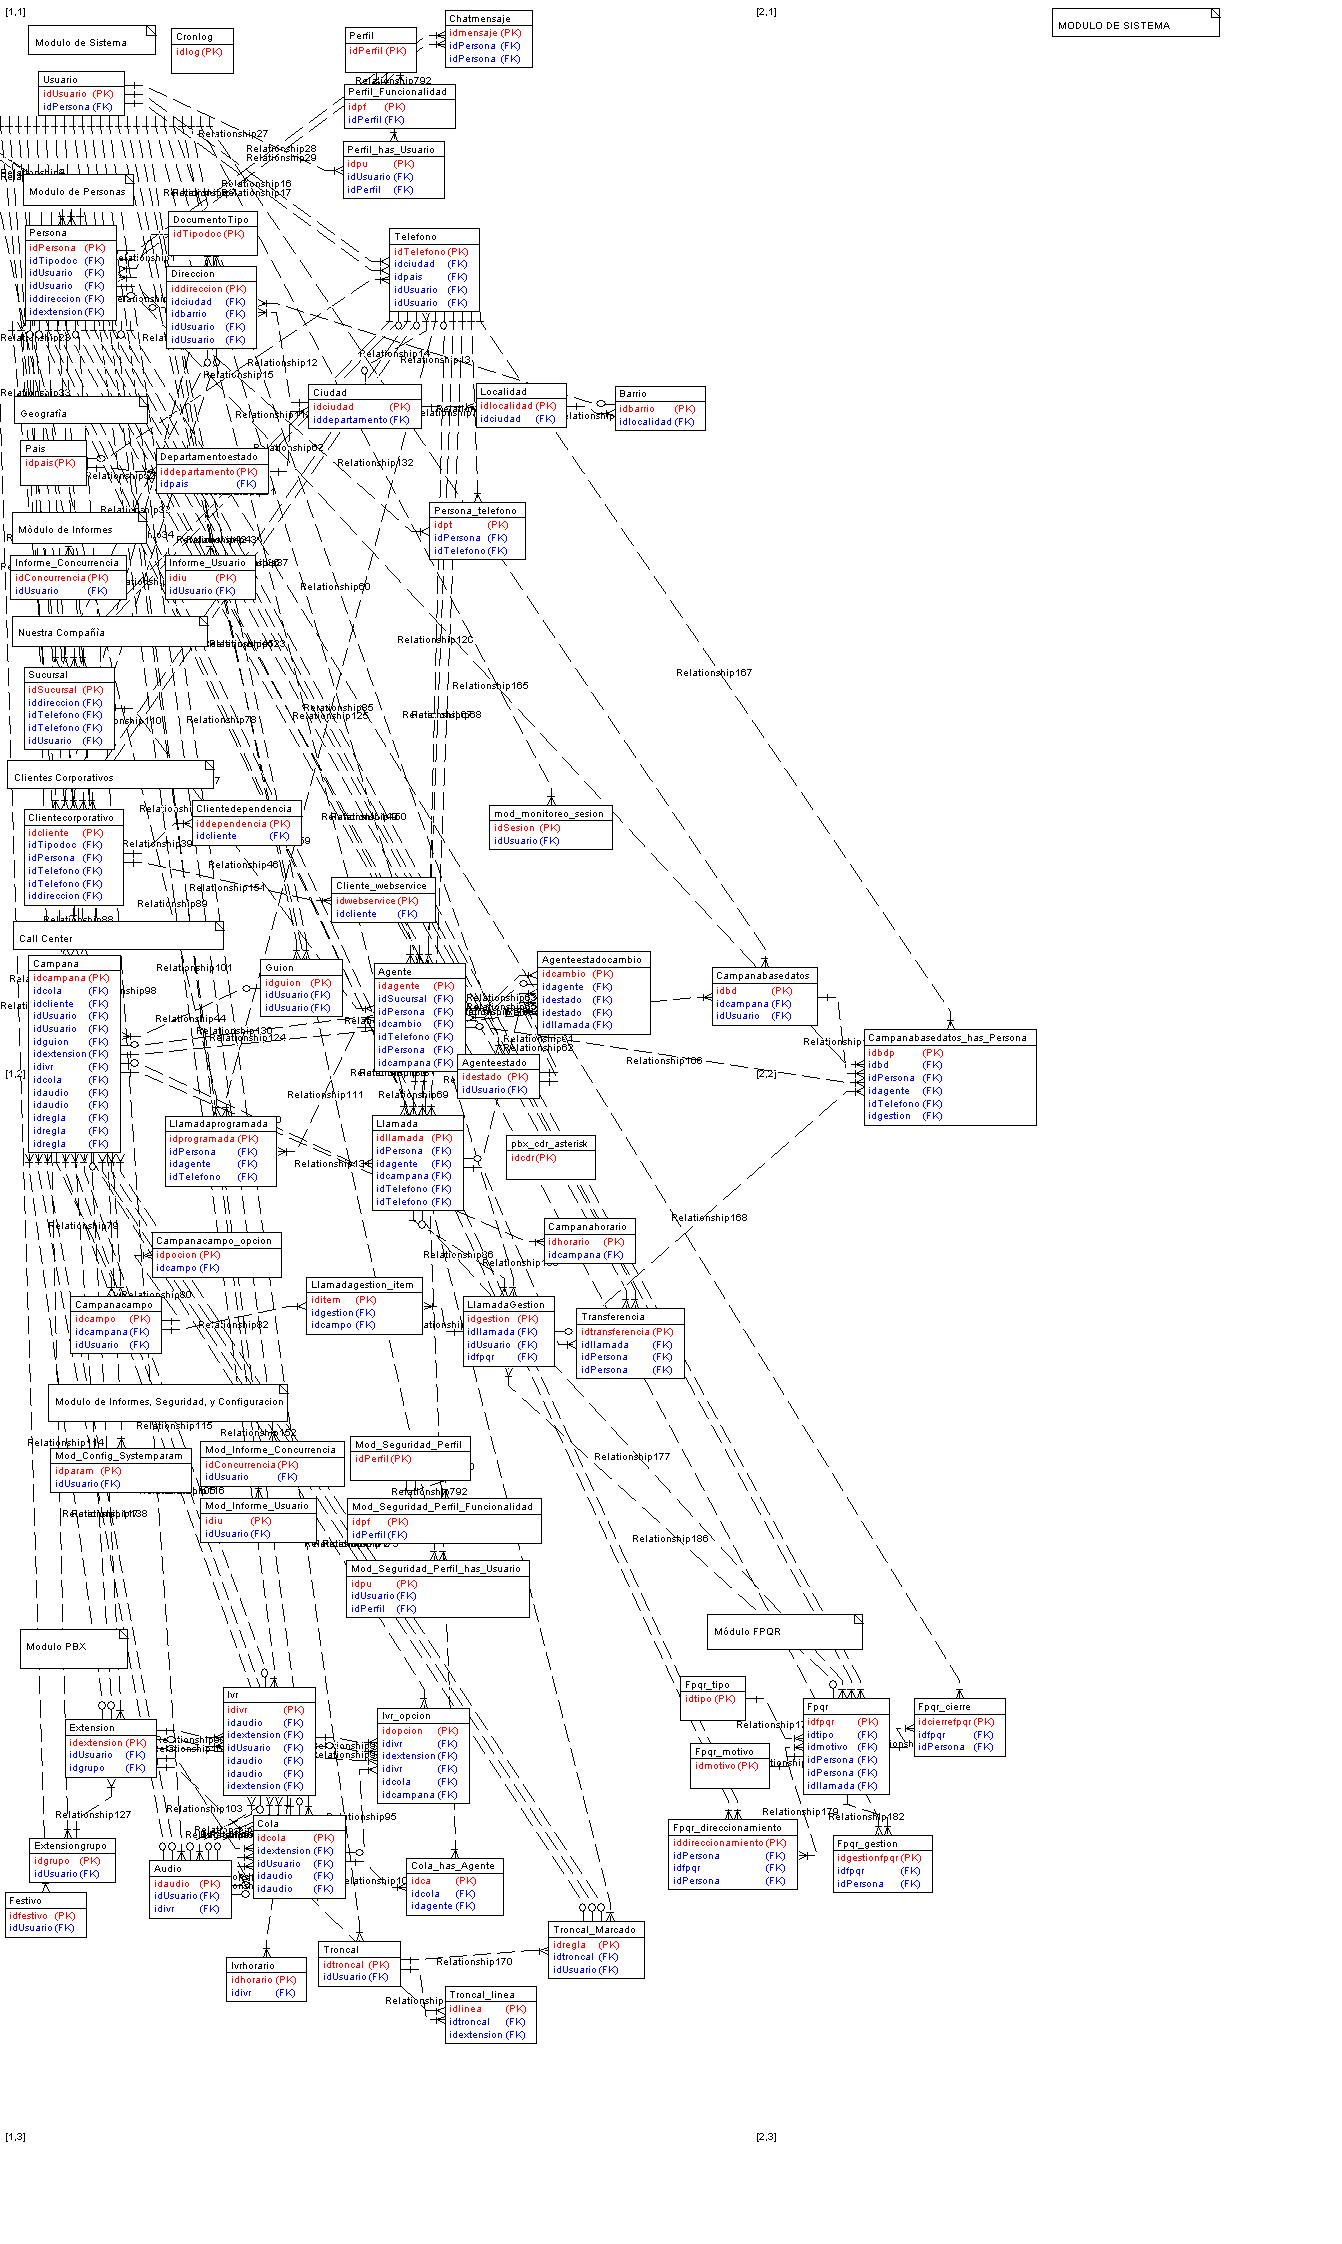 [1,1]
[2,1]
MODULO DE SISTEMA
Modulo de Sistema
Cronlog
idlog (PK)
Perfil
idPerfil (PK)
Chatmensaje
idmensaje (PK)
idPersona (FK)
idPersona (FK)
Usuario
idUsuario (PK)
idPersona (FK)
Relationship792
Perfil_Funcionalidad
idpf (PK)
idPerfil (FK)
Relationship27
Relationship28
Relationship29
Perfil_has_Usuario
idpu (PK)
idUsuario (FK)
idPerfil (FK)
Relationship16
Relationship17
Modulo de Personas
Persona
idPersona (PK)
idTipodoc (FK)
idUsuario (FK)
idUsuario (FK)
iddireccion (FK)
idextension (FK)
DocumentoTipo
idTipodoc (PK)
Direccion
iddireccion (PK)
idciudad (FK)
idbarrio (FK)
idUsuario (FK)
idUsuario (FK)
Telefono
idTelefono (PK)
idciudad (FK)
idpais (FK)
idUsuario (FK)
idUsuario (FK)
Relationship14
Relationship13
Relationship12
Relationship15
Geografía
Pais
idpais (PK)
Ciudad
idciudad (PK)
iddepartamento (FK)
Localidad
idlocalidad (PK)
idciudad (FK)
Barrio
idbarrio (PK)
idlocalidad (FK)
Departamentoestado
iddepartamento (PK)
idpais (FK)
Relationship132
Persona_telefono
idpt (PK)
idPersona (FK)
idTelefono (FK)
Mòdulo de Informes
Informe_Concurrencia
idConcurrencia (PK)
idUsuario (FK)
Informe_Usuario
idiu (PK)
idUsuario (FK)
Relationship60
Nuestra Compañía
Relationship120
Relationship167
Sucursal
idSucursal (PK)
iddireccion (FK)
idTelefono (FK)
idTelefono (FK)
idUsuario (FK)
Relationship165
Relationship85
Relationship125
Relationship78
Clientes Corporativos
Clientecorporativo
idcliente (PK)
idTipodoc (FK)
idPersona (FK)
idTelefono (FK)
idTelefono (FK)
iddireccion (FK)
Clientedependencia
iddependencia (PK)
idcliente (FK)
mod_monitoreo_sesion
idSesion (PK)
idUsuario (FK)
Relationship39
Relationship46
Relationship151
Relationship89
Cliente_webservice
idwebservice (PK)
idcliente (FK)
Relationship88
Call Center
Campana
idcampana (PK)
idcola (FK)
idcliente (FK)
idUsuario (FK)
idUsuario (FK)
idguion (FK)
idextension (FK)
idivr (FK)
idcola (FK)
idaudio (FK)
idaudio (FK)
idregla (FK)
idregla (FK)
idregla (FK)
Relationship101
Guion
idguion (PK)
idUsuario (FK)
idUsuario (FK)
Agente
idagente (PK)
idSucursal (FK)
idPersona (FK)
idcambio (FK)
idTelefono (FK)
idPersona (FK)
idcampana (FK)
Agenteestadocambio
idcambio (PK)
idagente (FK)
idestado (FK)
idestado (FK)
idllamada (FK)
Campanabasedatos
idbd (PK)
idcampana (FK)
idUsuario (FK)
Campanabasedatos_has_Persona
idbdp (PK)
idbd (FK)
idPersona (FK)
idagente (FK)
idTelefono (FK)
idgestion (FK)
Relationship44
Relationship130
Relationship124
Relationship62
Relationship166
Agenteestado
idestado (PK)
idUsuario (FK)
[1,2]
[2,2]
Relationship111
Relationship69
Llamadaprogramada
idprogramada (PK)
idPersona (FK)
idagente (FK)
idTelefono (FK)
Llamada
idllamada (PK)
idPersona (FK)
idagente (FK)
idcampana (FK)
idTelefono (FK)
idTelefono (FK)
pbx_cdr_asterisk
idcdr (PK)
Relationship79
Relationship168
Campanahorario
idhorario (PK)
idcampana (FK)
Campanacampo_opcion
idpocion (PK)
idcampo (FK)
Relationship86
Relationship80
Campanacampo
idcampo (PK)
idcampana (FK)
idUsuario (FK)
Relationship82
Llamadagestion_item
iditem (PK)
idgestion (FK)
idcampo (FK)
LlamadaGestion
idgestion (PK)
idllamada (FK)
idUsuario (FK)
idfpqr (FK)
Transferencia
idtransferencia (PK)
idllamada (FK)
idPersona (FK)
idPersona (FK)
Modulo de Informes, Seguridad, y Configuracion
Relationship115
Relationship152
Relationship114
Relationship177
Mod_Config_Systemparam
idparam (PK)
idUsuario (FK)
Mod_Informe_Concurrencia
idConcurrencia (PK)
idUsuario (FK)
Mod_Seguridad_Perfil
idPerfil (PK)
Relationship792
Mod_Informe_Usuario
idiu (PK)
idUsuario (FK)
Mod_Seguridad_Perfil_Funcionalidad
idpf (PK)
idPerfil (FK)
Relationship186
Mod_Seguridad_Perfil_has_Usuario
idpu (PK)
idUsuario (FK)
idPerfil (FK)
Modulo PBX
Módulo FPQR
Ivr
idivr (PK)
idaudio (FK)
idextension (FK)
idUsuario (FK)
idaudio (FK)
idaudio (FK)
idextension (FK)
Ivr_opcion
idopcion (PK)
idivr (FK)
idextension (FK)
idivr (FK)
idcola (FK)
idcampana (FK)
Extension
idextension (PK)
idUsuario (FK)
idgrupo (FK)
Fpqr_tipo
idtipo (PK)
Fpqr
idfpqr (PK)
idtipo (FK)
idmotivo (FK)
idPersona (FK)
idPersona (FK)
idllamada (FK)
Fpqr_cierre
idcierrefpqr (PK)
idfpqr (FK)
idPersona (FK)
Fpqr_motivo
idmotivo (PK)
Relationship127
Relationship103
Relationship179
Relationship182
Extensiongrupo
idgrupo (PK)
idUsuario (FK)
Cola
idcola (PK)
idextension (FK)
idUsuario (FK)
idaudio (FK)
idaudio (FK)
Audio
idaudio (PK)
idUsuario (FK)
idivr (FK)
Cola_has_Agente
idca (PK)
idcola (FK)
idagente (FK)
Fpqr_direccionamiento
iddireccionamiento (PK)
idPersona (FK)
idfpqr (FK)
idPersona (FK)
Fpqr_gestion
idgestionfpqr (PK)
idfpqr (FK)
idPersona (FK)
Festivo
idfestivo (PK)
idUsuario (FK)
Ivrhorario
idhorario (PK)
idivr (FK)
Troncal
idtroncal (PK)
idUsuario (FK)
Relationship170
Troncal_Marcado
idregla (PK)
idtroncal (FK)
idUsuario (FK)
Troncal_linea
idlinea (PK)
idtroncal (FK)
idextension (FK)
[1,3]
[2,3]